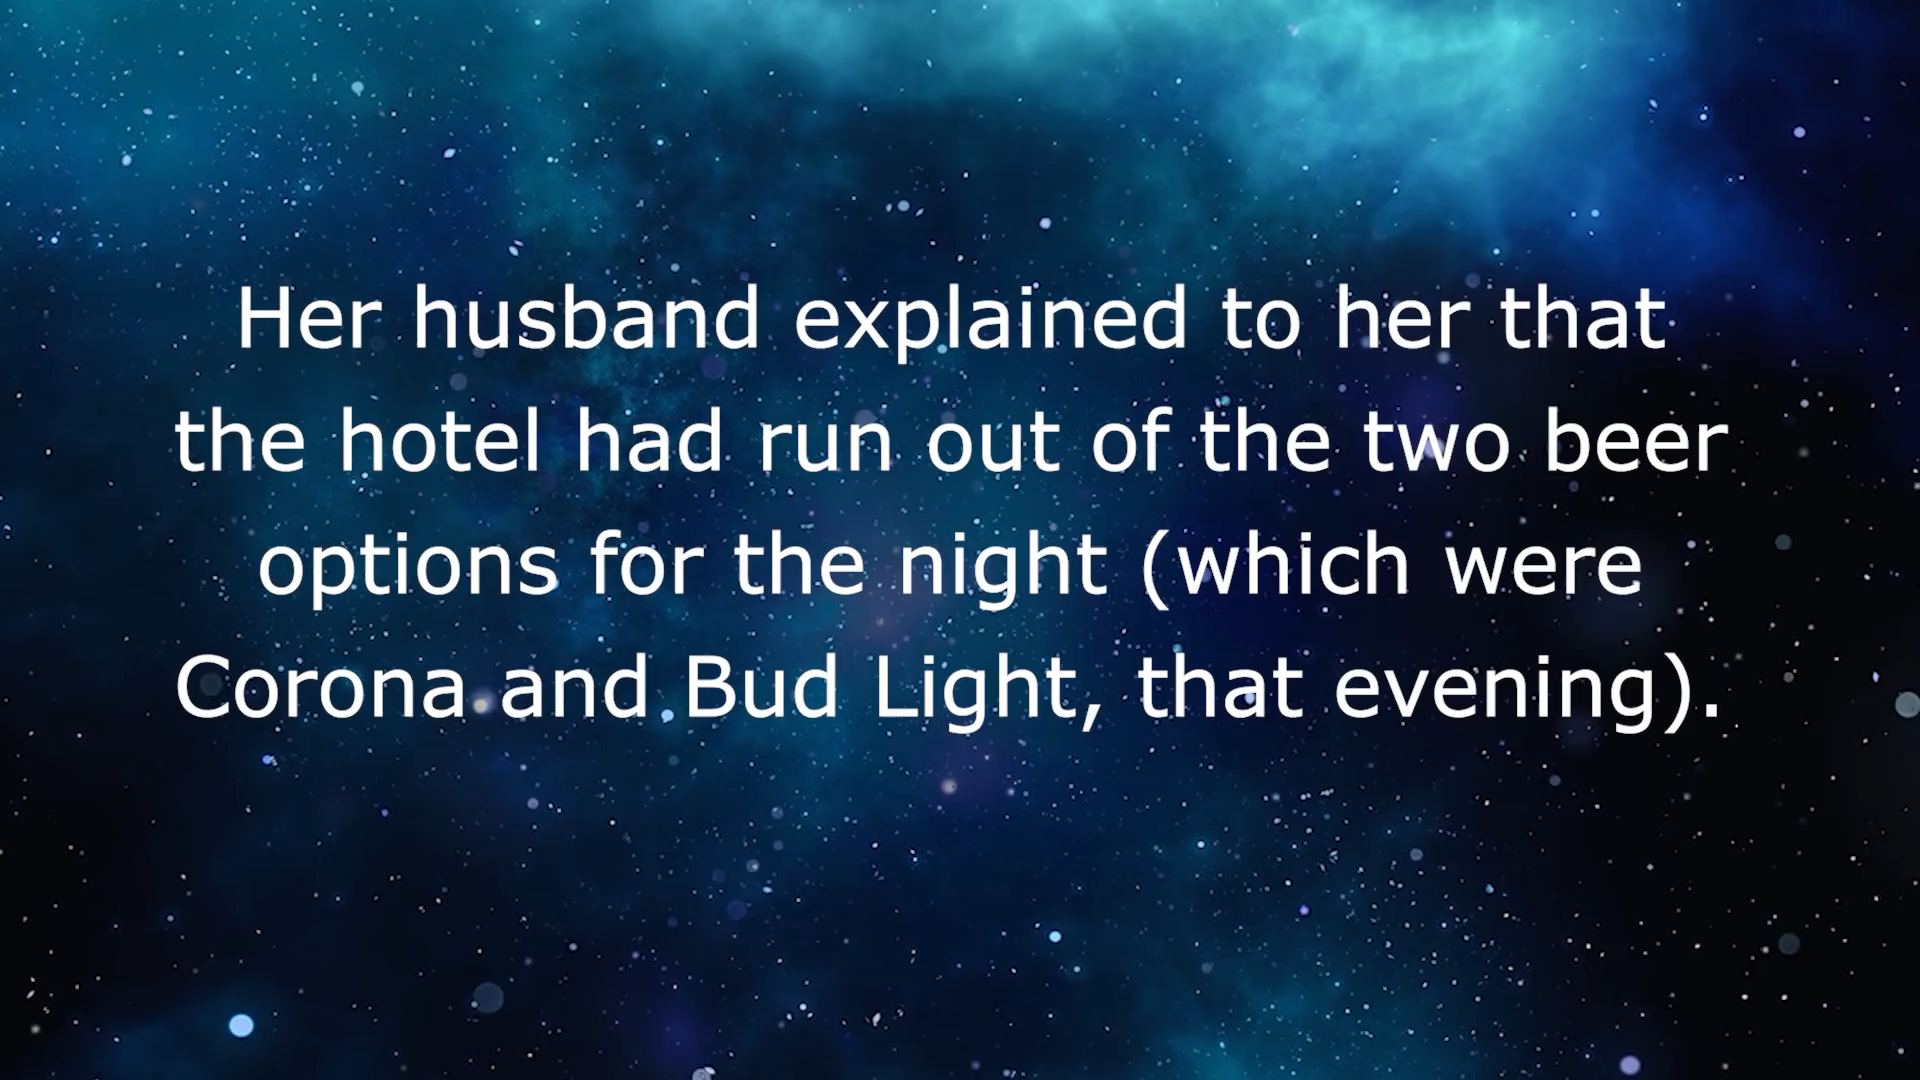 Her husband explained to her that
the hotel had run out of the two beer
options for the night (which were
Corona and Bud Light, that evening).